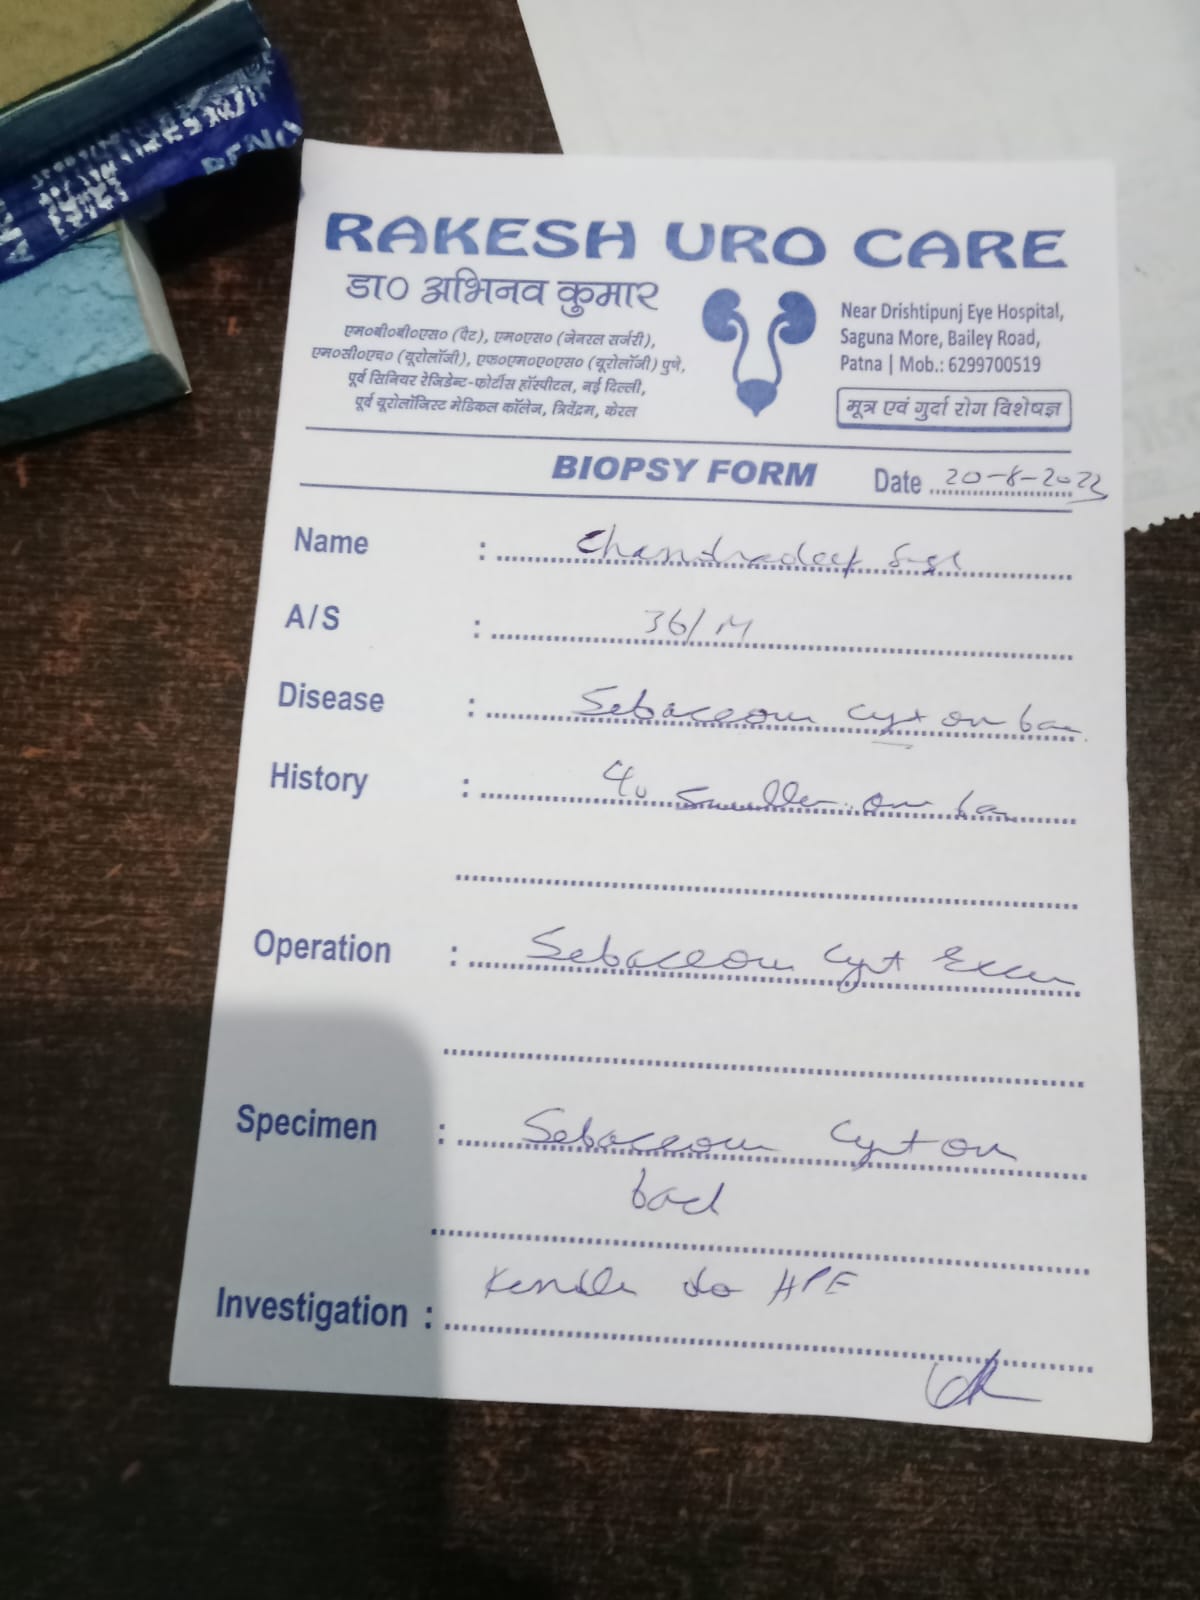 RAKESH URO CARE
डा० अभिनव कुमार
एम०बी०बी०एस० (पैट), एम०एस० (जेनरल सर्जरी),
एम०सी०एच० (यूरोलॉजी), एफ०एम०ए०एस० (यूरोलॉजी) पुणे,
पूर्व सिनियर रेजिडेन्ट-फोर्टीस हॉस्पीटल, नई दिल्ली,
पूर्व यूरोलॉजिस्ट मेडिकल कॉलेज, त्रिवेंद्रम, केरल
Near Drishtipunj Eye Hospital,
Saguna More, Bailey Road,
Patna | Mob.: 6299700519
मूत्र एवं गुर्दा रोग विशेषज्ञ
BIOPSY FORM Date 20-8-2023
Name : Chandradeep
A/S : 36/M
Disease : Sebaceous cyst on
History : on
Operation : Sebaceous Cyst
Specimen : Sebaceous Cyst on
Investigation : Kindly do HPE